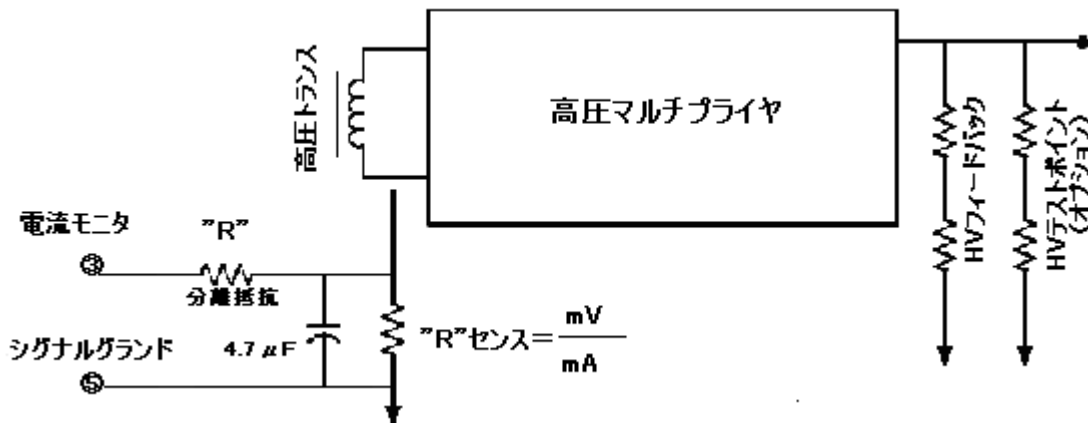 高圧トランス
高圧マルチプライヤ
HVフィードバック
HVテストポイント
(オプション)
電流モニタ
"R"
③
分離抵抗
シグナルグランド
4.7μF
"R"センス=mV/mA
⑤